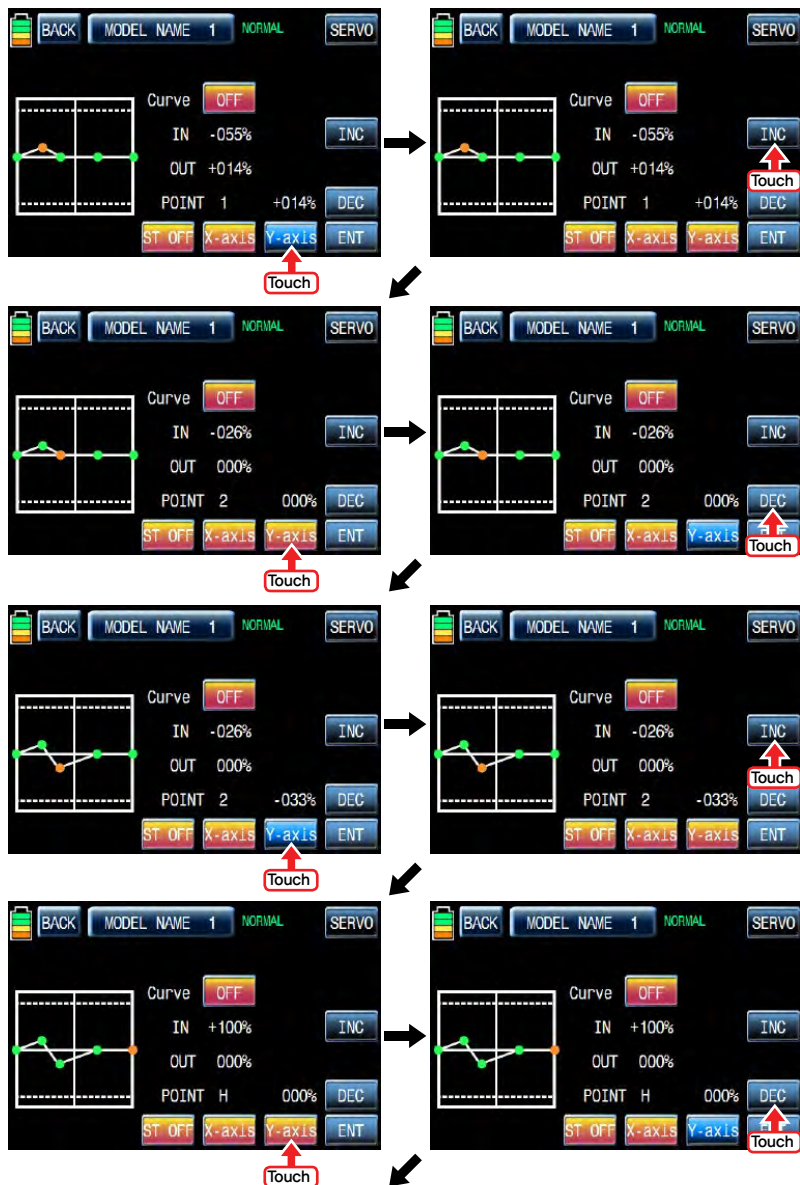 BACK MODEL NAME 1 NORMAL SERVO
Curve OFF
IN -055% INC
OUT +014%
POINT 1 +014% DEC
ST OFF X-axis Y-axis ENT
Touch
BACK MODEL NAME 1 NORMAL SERVO
Curve OFF
IN -055% INC
Touch
OUT +014%
POINT 1 +014% DEC
ST OFF X-axis Y-axis ENT
BACK MODEL NAME 1 NORMAL SERVO
Curve OFF
IN -026% INC
OUT 000%
POINT 2 000% DEC
ST OFF X-axis Y-axis ENT
Touch
BACK MODEL NAME 1 NORMAL SERVO
Curve OFF
IN -026% INC
OUT 000%
POINT 2 000% DEC
ST OFF X-axis Y-axis
Touch
BACK MODEL NAME 1 NORMAL SERVO
Curve OFF
IN -026% INC
OUT 000%
POINT 2 -033% DEC
ST OFF X-axis Y-axis ENT
Touch
BACK MODEL NAME 1 NORMAL SERVO
Curve OFF
IN -026% INC
Touch
OUT 000%
POINT 2 -033% DEC
ST OFF X-axis Y-axis ENT
BACK MODEL NAME 1 NORMAL SERVO
Curve OFF
IN +100% INC
OUT 000%
POINT H 000% DEC
ST OFF X-axis Y-axis ENT
Touch
BACK MODEL NAME 1 NORMAL SERVO
Curve OFF
IN +100% INC
OUT 000%
POINT H 000% DEC
ST OFF X-axis Y-axis
Touch